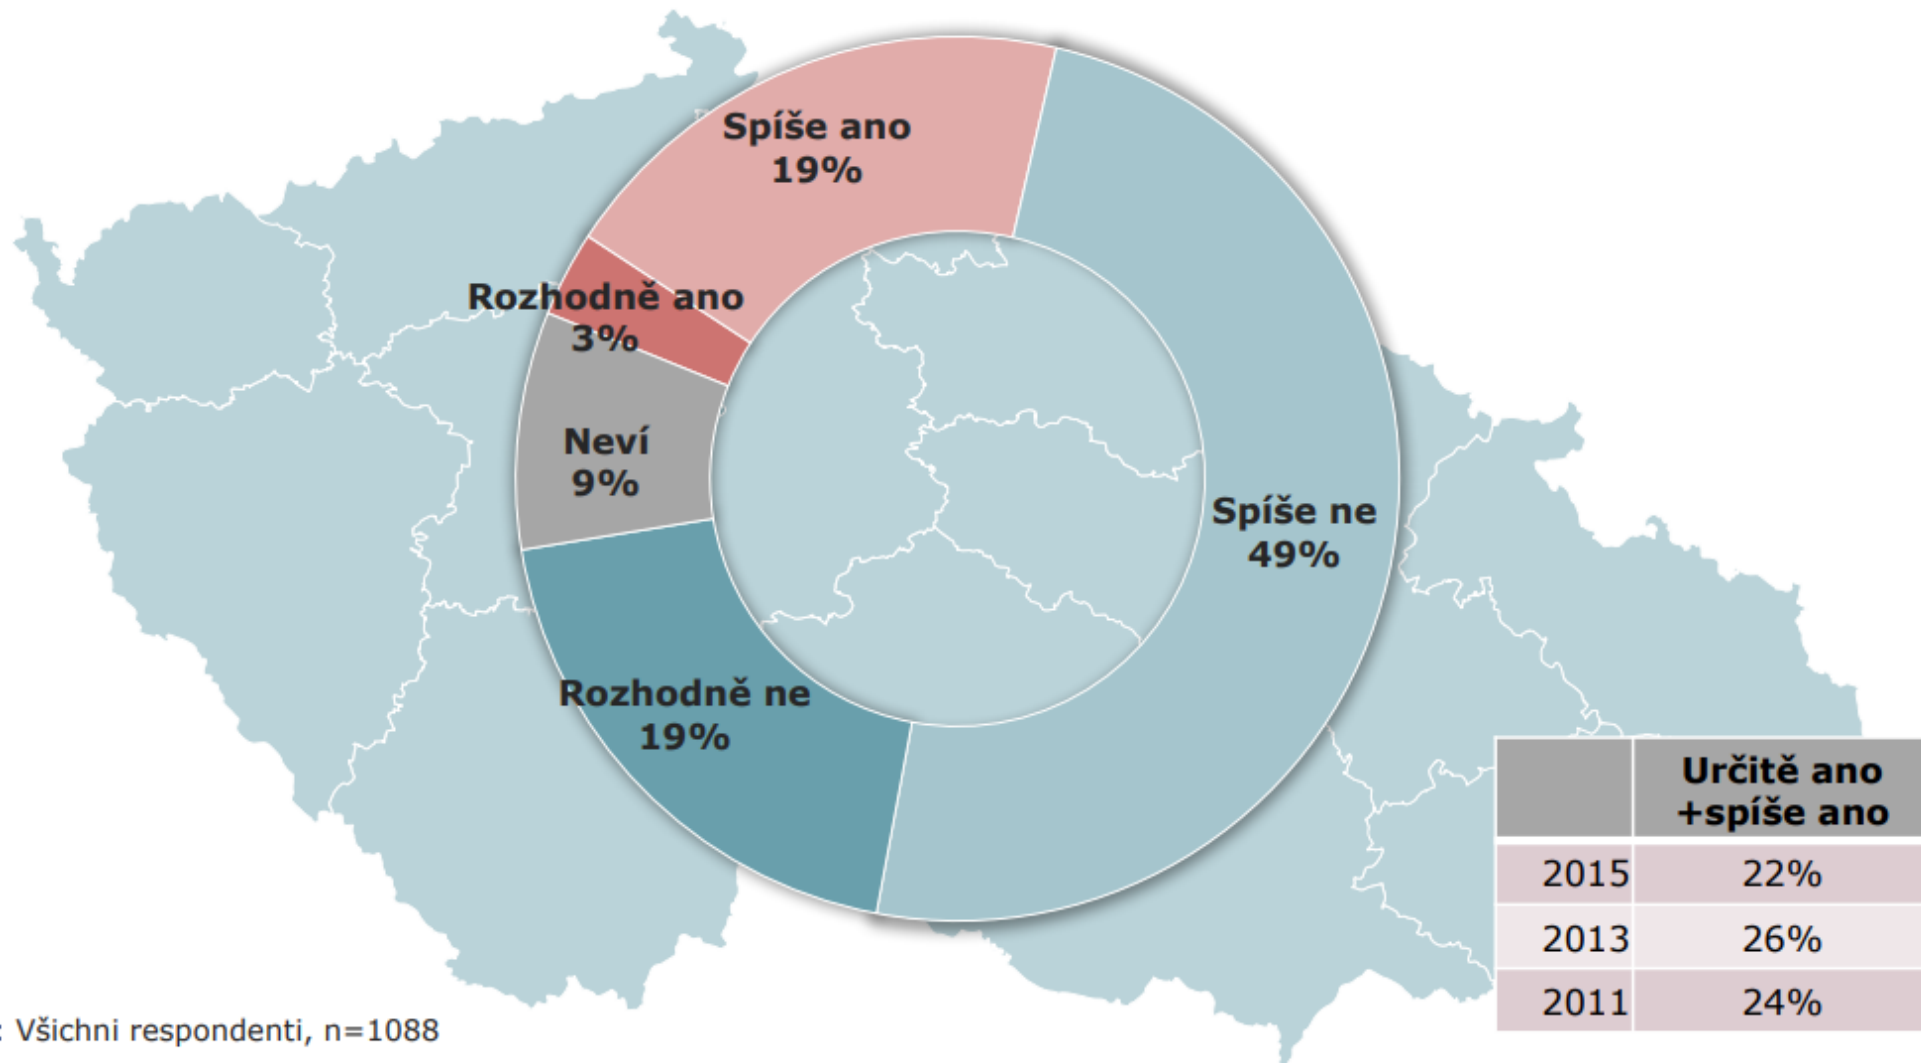 Spíše ano
19%
Rozhodně ano
3%
Neví
9%
Spíše ne
49%
Rozhodně ne
19%
Určitě ano
+spíše ano
2015 22%
2013 26%
2011 24%
: Všichni respondenti, n=1088